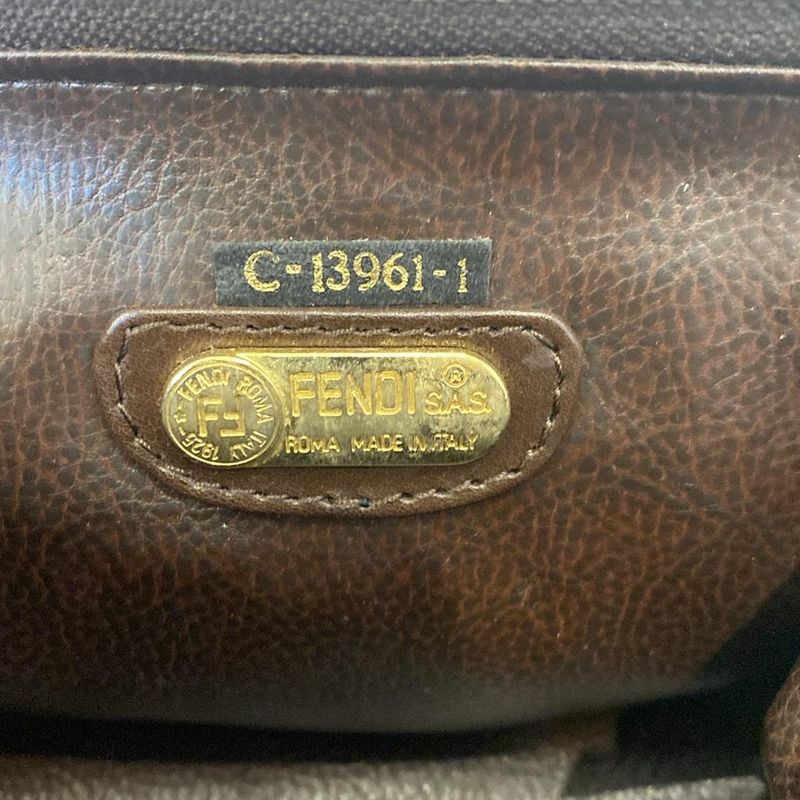 C-13961-1
FENDI ROMA ITALY 1925
FF
FENDI ® S.A.S.
ROMA MADE IN ITALY